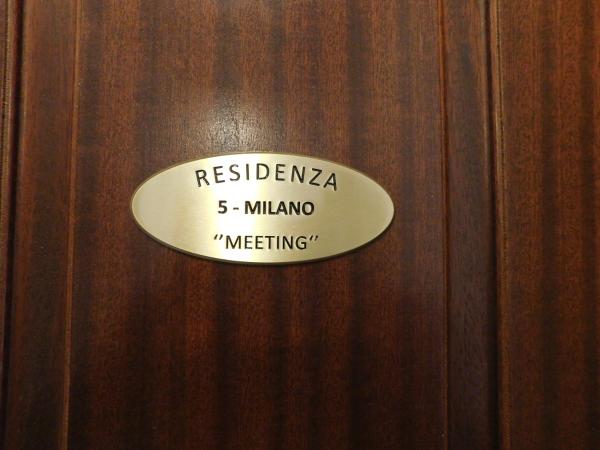 RESIDENZA
5 - MILANO
‘’MEETING‘’